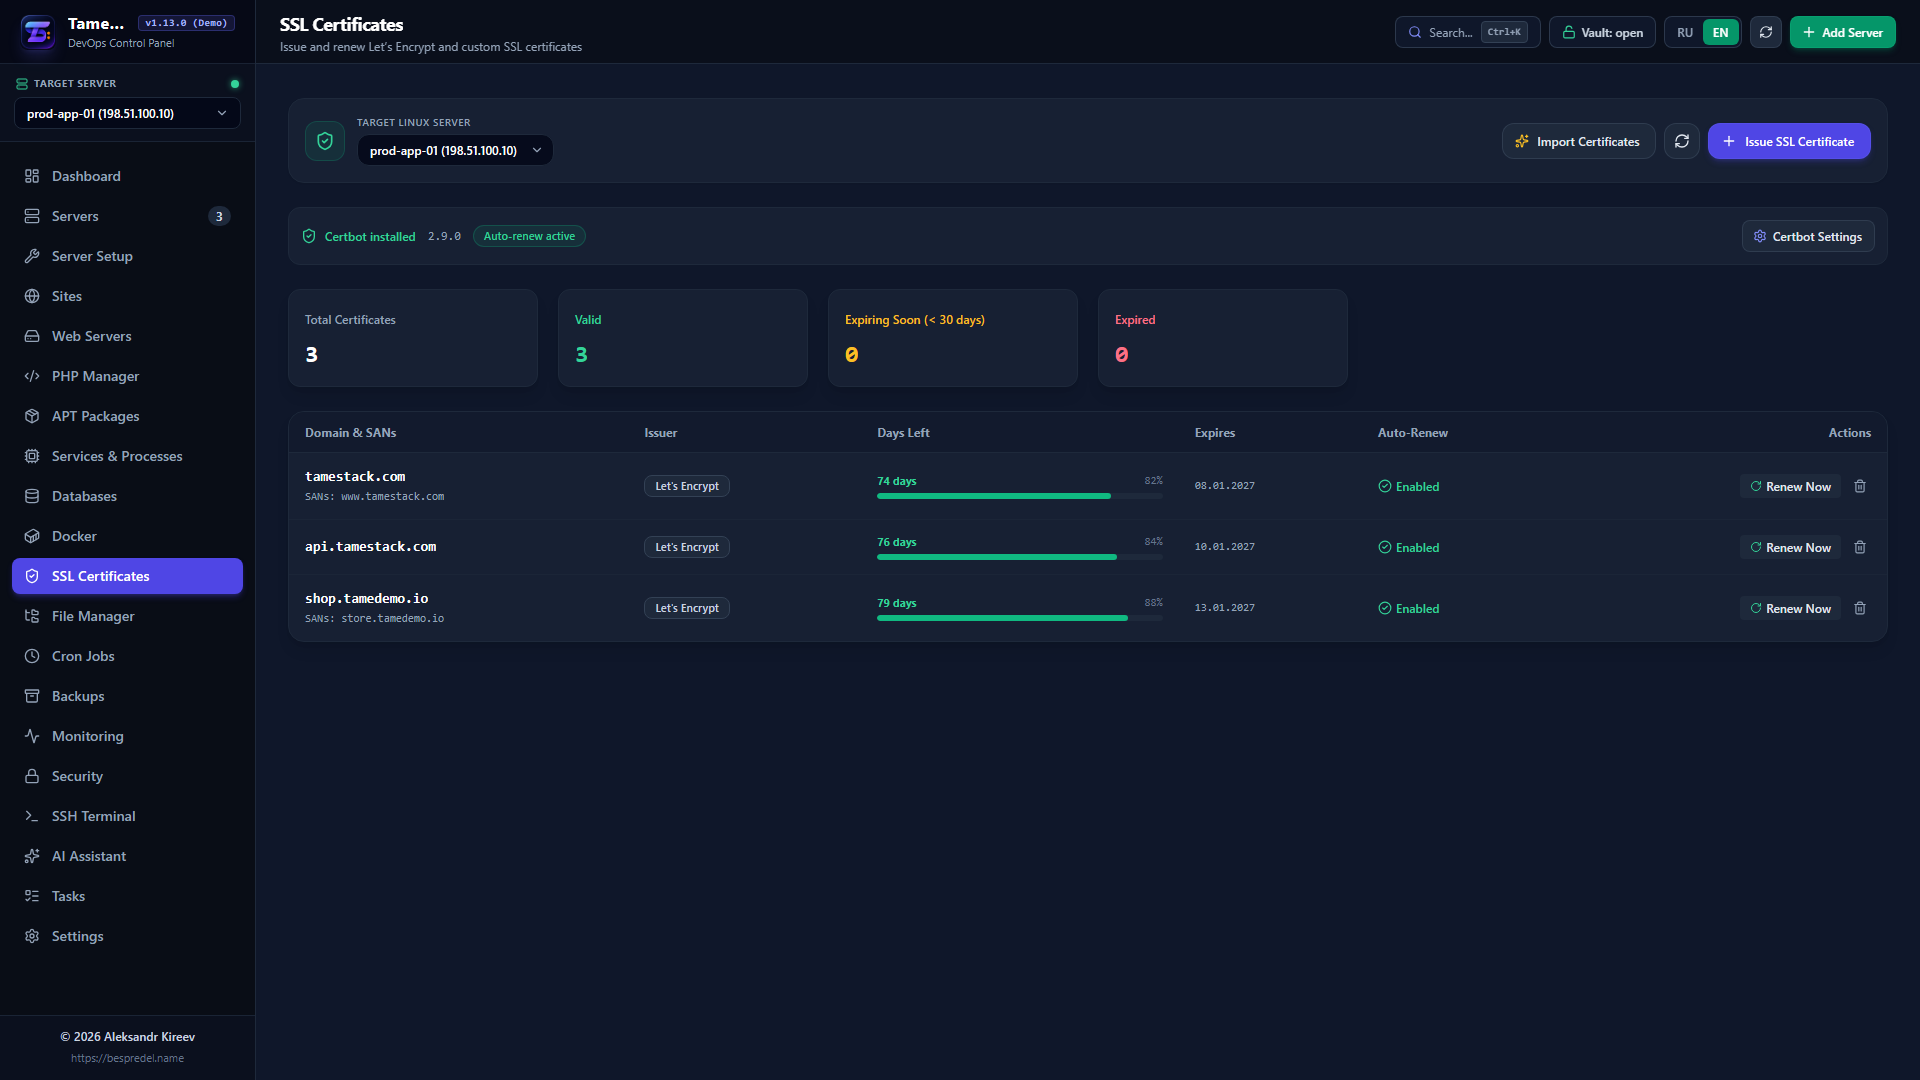 Tame...
v1.13.0 (Demo)
DevOps Control Panel
TARGET SERVER
prod-app-01 (198.51.100.10)
Dashboard
Servers
3
Server Setup
Sites
Web Servers
PHP Manager
APT Packages
Services & Processes
Databases
Docker
SSL Certificates
File Manager
Cron Jobs
Backups
Monitoring
Security
SSH Terminal
AI Assistant
Tasks
Settings
© 2026 Aleksandr Kireev
https://bespredel.name
SSL Certificates
Issue and renew Let's Encrypt and custom SSL certificates
Search...
Ctrl+K
Vault: open
RU
EN
Add Server
TARGET LINUX SERVER
prod-app-01 (198.51.100.10)
Import Certificates
Issue SSL Certificate
Certbot installed
2.9.0
Auto-renew active
Certbot Settings
Total Certificates
3
Valid
3
Expiring Soon (< 30 days)
0
Expired
0
Domain & SANs
Issuer
Days Left
Expires
Auto-Renew
Actions
tamestack.com
SANs: www.tamestack.com
Let's Encrypt
74 days
82%
08.01.2027
Enabled
Renew Now
api.tamestack.com
Let's Encrypt
76 days
84%
10.01.2027
Enabled
Renew Now
shop.tamedemo.io
SANs: store.tamedemo.io
Let's Encrypt
79 days
88%
13.01.2027
Enabled
Renew Now